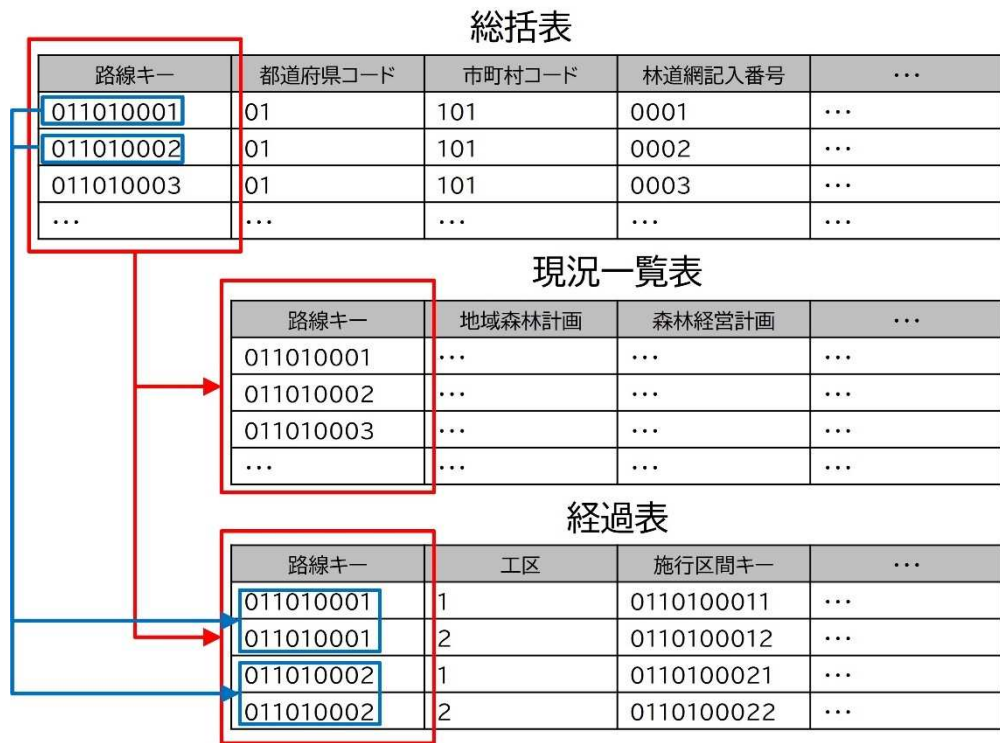 総括表
路線キー 都道府県コード 市町村コード 林道網記入番号 …
011010001 01 101 0001 …
011010002 01 101 0002 …
011010003 01 101 0003 …
… … … … …
現況一覧表
路線キー 地域森林計画 森林経営計画 …
011010001 … … …
011010002 … … …
011010003 … … …
… … … …
経過表
路線キー 工区 施行区間キー …
011010001 1 0110100011 …
011010001 2 0110100012 …
011010002 1 0110100021 …
011010002 2 0110100022 …